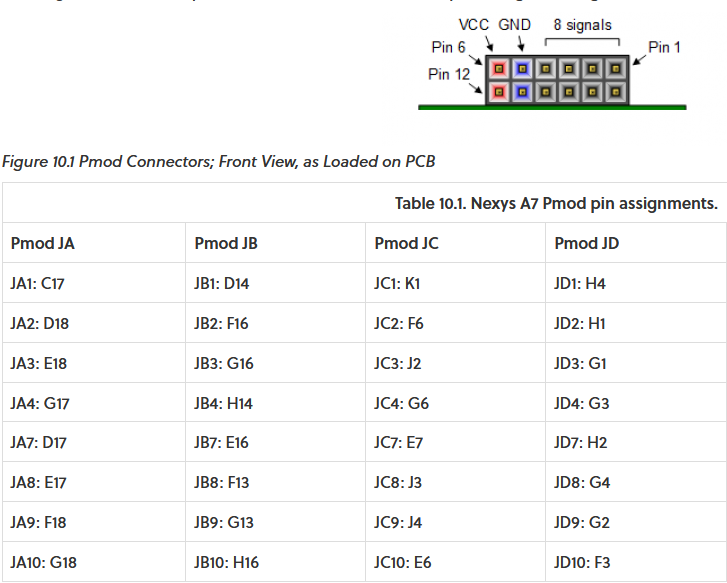 VCC GND 8 signals
Pin 6 Pin 1
Pin 12
Figure 10.1 Pmod Connectors; Front View, as Loaded on PCB
Table 10.1. Nexys A7 Pmod pin assignments.
Pmod JA Pmod JB Pmod JC Pmod JD
JA1: C17 JB1: D14 JC1: K1 JD1: H4
JA2: D18 JB2: F16 JC2: F6 JD2: H1
JA3: E18 JB3: G16 JC3: J2 JD3: G1
JA4: G17 JB4: H14 JC4: G6 JD4: G3
JA7: D17 JB7: E16 JC7: E7 JD7: H2
JA8: E17 JB8: F13 JC8: J3 JD8: G4
JA9: F18 JB9: G13 JC9: J4 JD9: G2
JA10: G18 JB10: H16 JC10: E6 JD10: F3